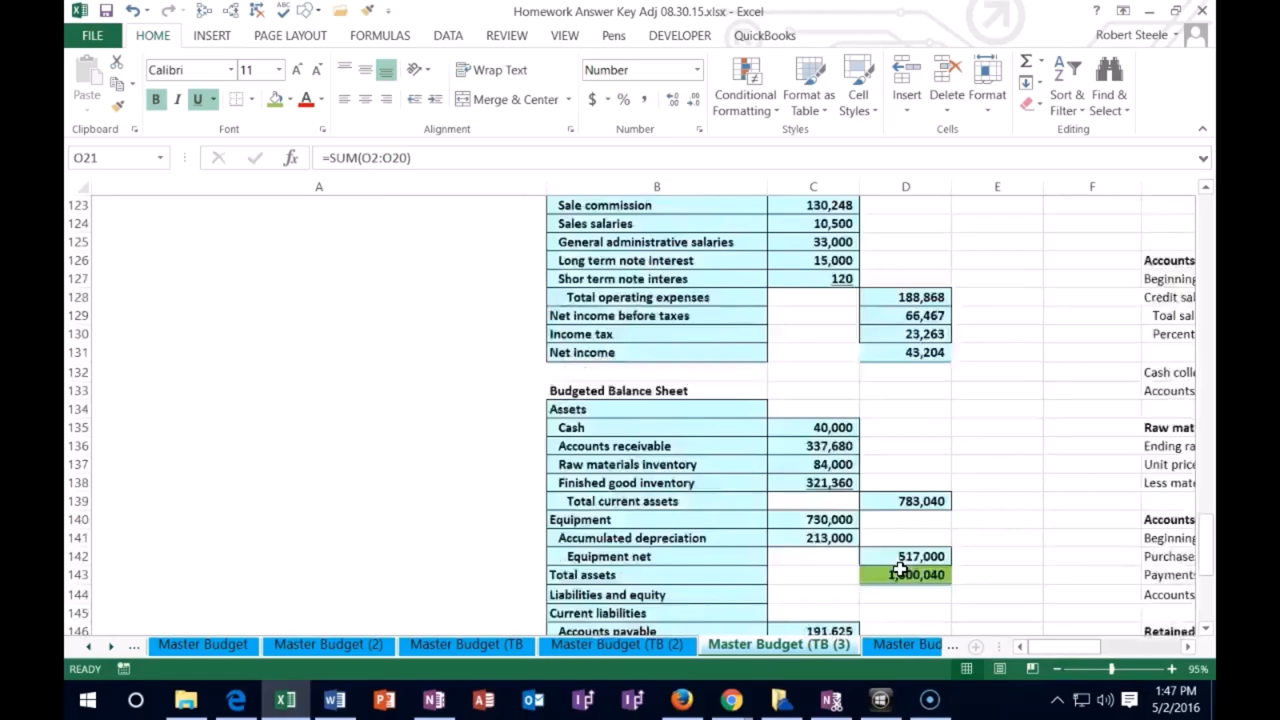 Homework Answer Key Adj 08.30.15.xlsx - Excel
FILE HOME INSERT PAGE LAYOUT FORMULAS DATA REVIEW VIEW Pens DEVELOPER QuickBooks Robert Steele
Calibri 11 Wrap Text Number
Paste B I U A Merge & Center $ % Conditional Formatting Format as Table Cell Styles Insert Delete Format Sort & Filter Find & Select
Clipboard Font Alignment Number Styles Cells Editing
O21 fx =SUM(O2:O20)
A B C D E F
123 Sale commission 130,248
124 Sales salaries 10,500
125 General administrative salaries 33,000
126 Long term note interest 15,000 Accounts
127 Shor term note interes 120 Beginning
128 Total operating expenses 188,868 Credit sal
129 Net income before taxes 66,467 Toal sal
130 Income tax 23,263 Percent
131 Net income 43,204
132 Cash colle
133 Budgeted Balance Sheet Accounts
134 Assets
135 Cash 40,000 Raw mat
136 Accounts receivable 337,680 Ending ra
137 Raw materials inventory 84,000 Unit price
138 Finished good inventory 321,360 Less mate
139 Total current assets 783,040
140 Equipment 730,000 Accounts
141 Accumulated depreciation 213,000 Beginning
142 Equipment net 517,000 Purchase
143 Total assets Payment
144 Liabilities and equity Accounts
145 Current liabilities
146 Accounts payable 191,625 Retained
... Master Budget Master Budget (2) Master Budget (TB Master Budget (TB (2) Master Budget (TB (3) Master Bud ...
READY 95%
1:47 PM
5/2/2016